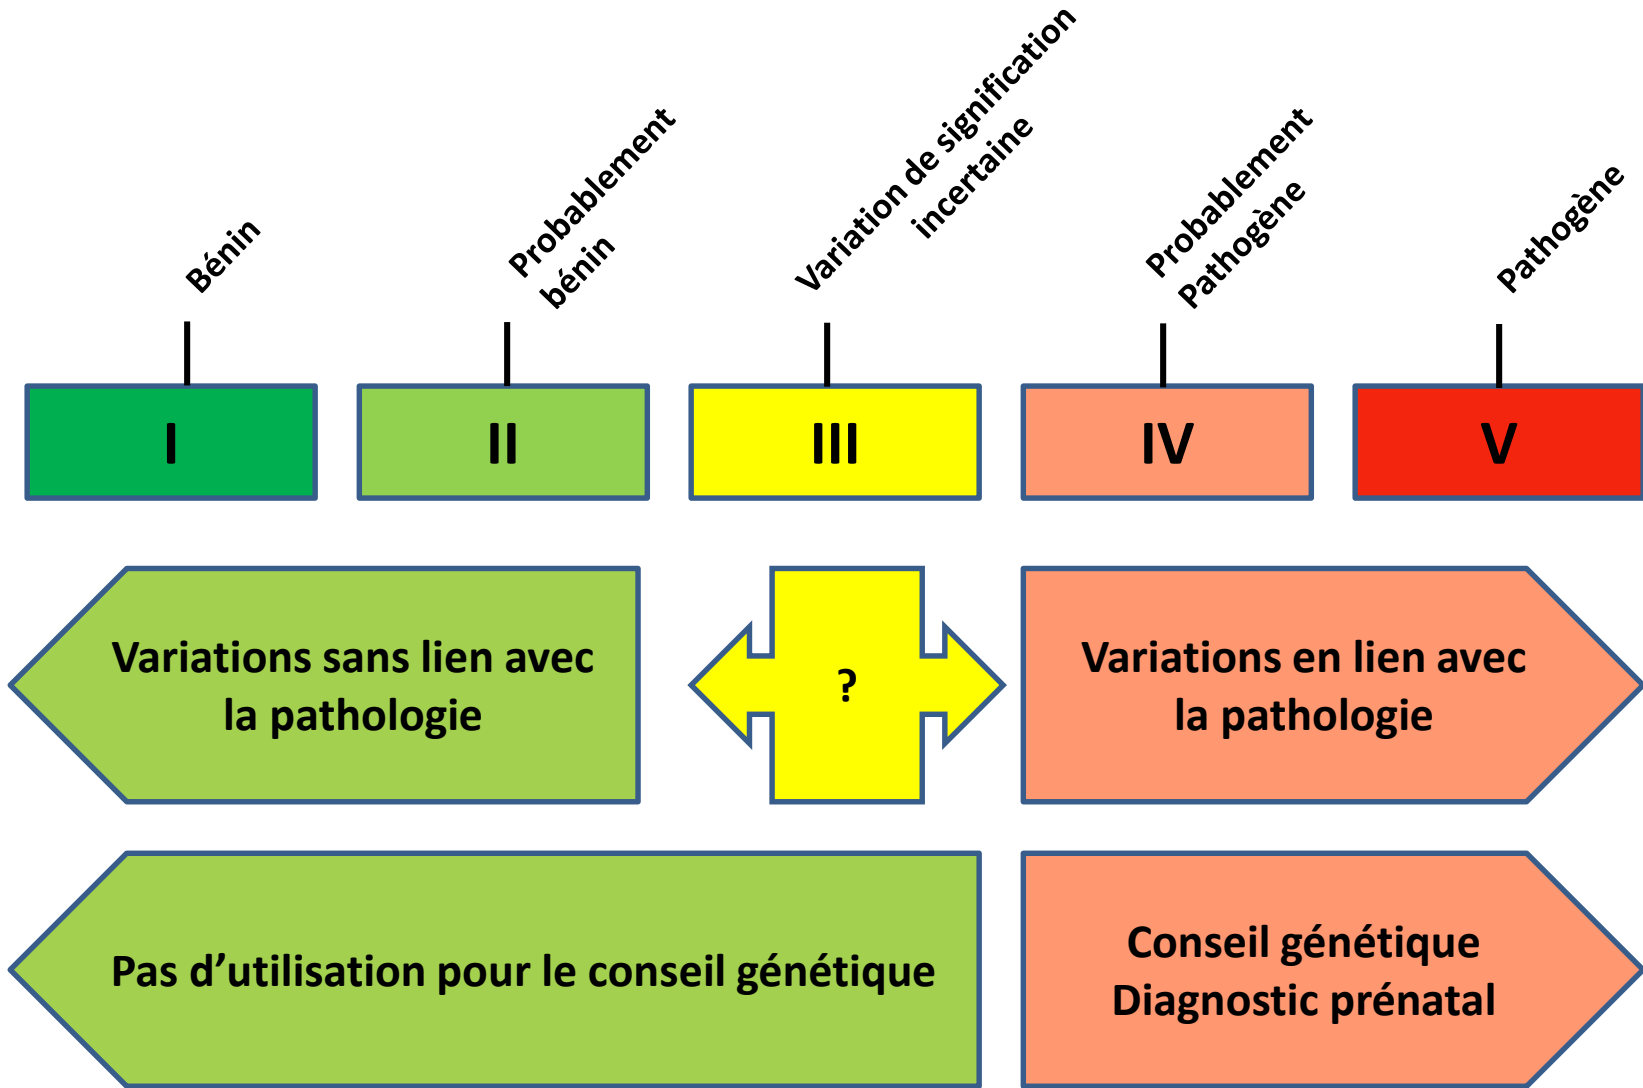 Bénin
Probablement
bénin
Variation de signification
incertaine
Probablement
Pathogène
Pathogène
I
II
III
IV
V
Variations sans lien avec
la pathologie
?
Variations en lien avec
la pathologie
Pas d’utilisation pour le conseil génétique
Conseil génétique
Diagnostic prénatal